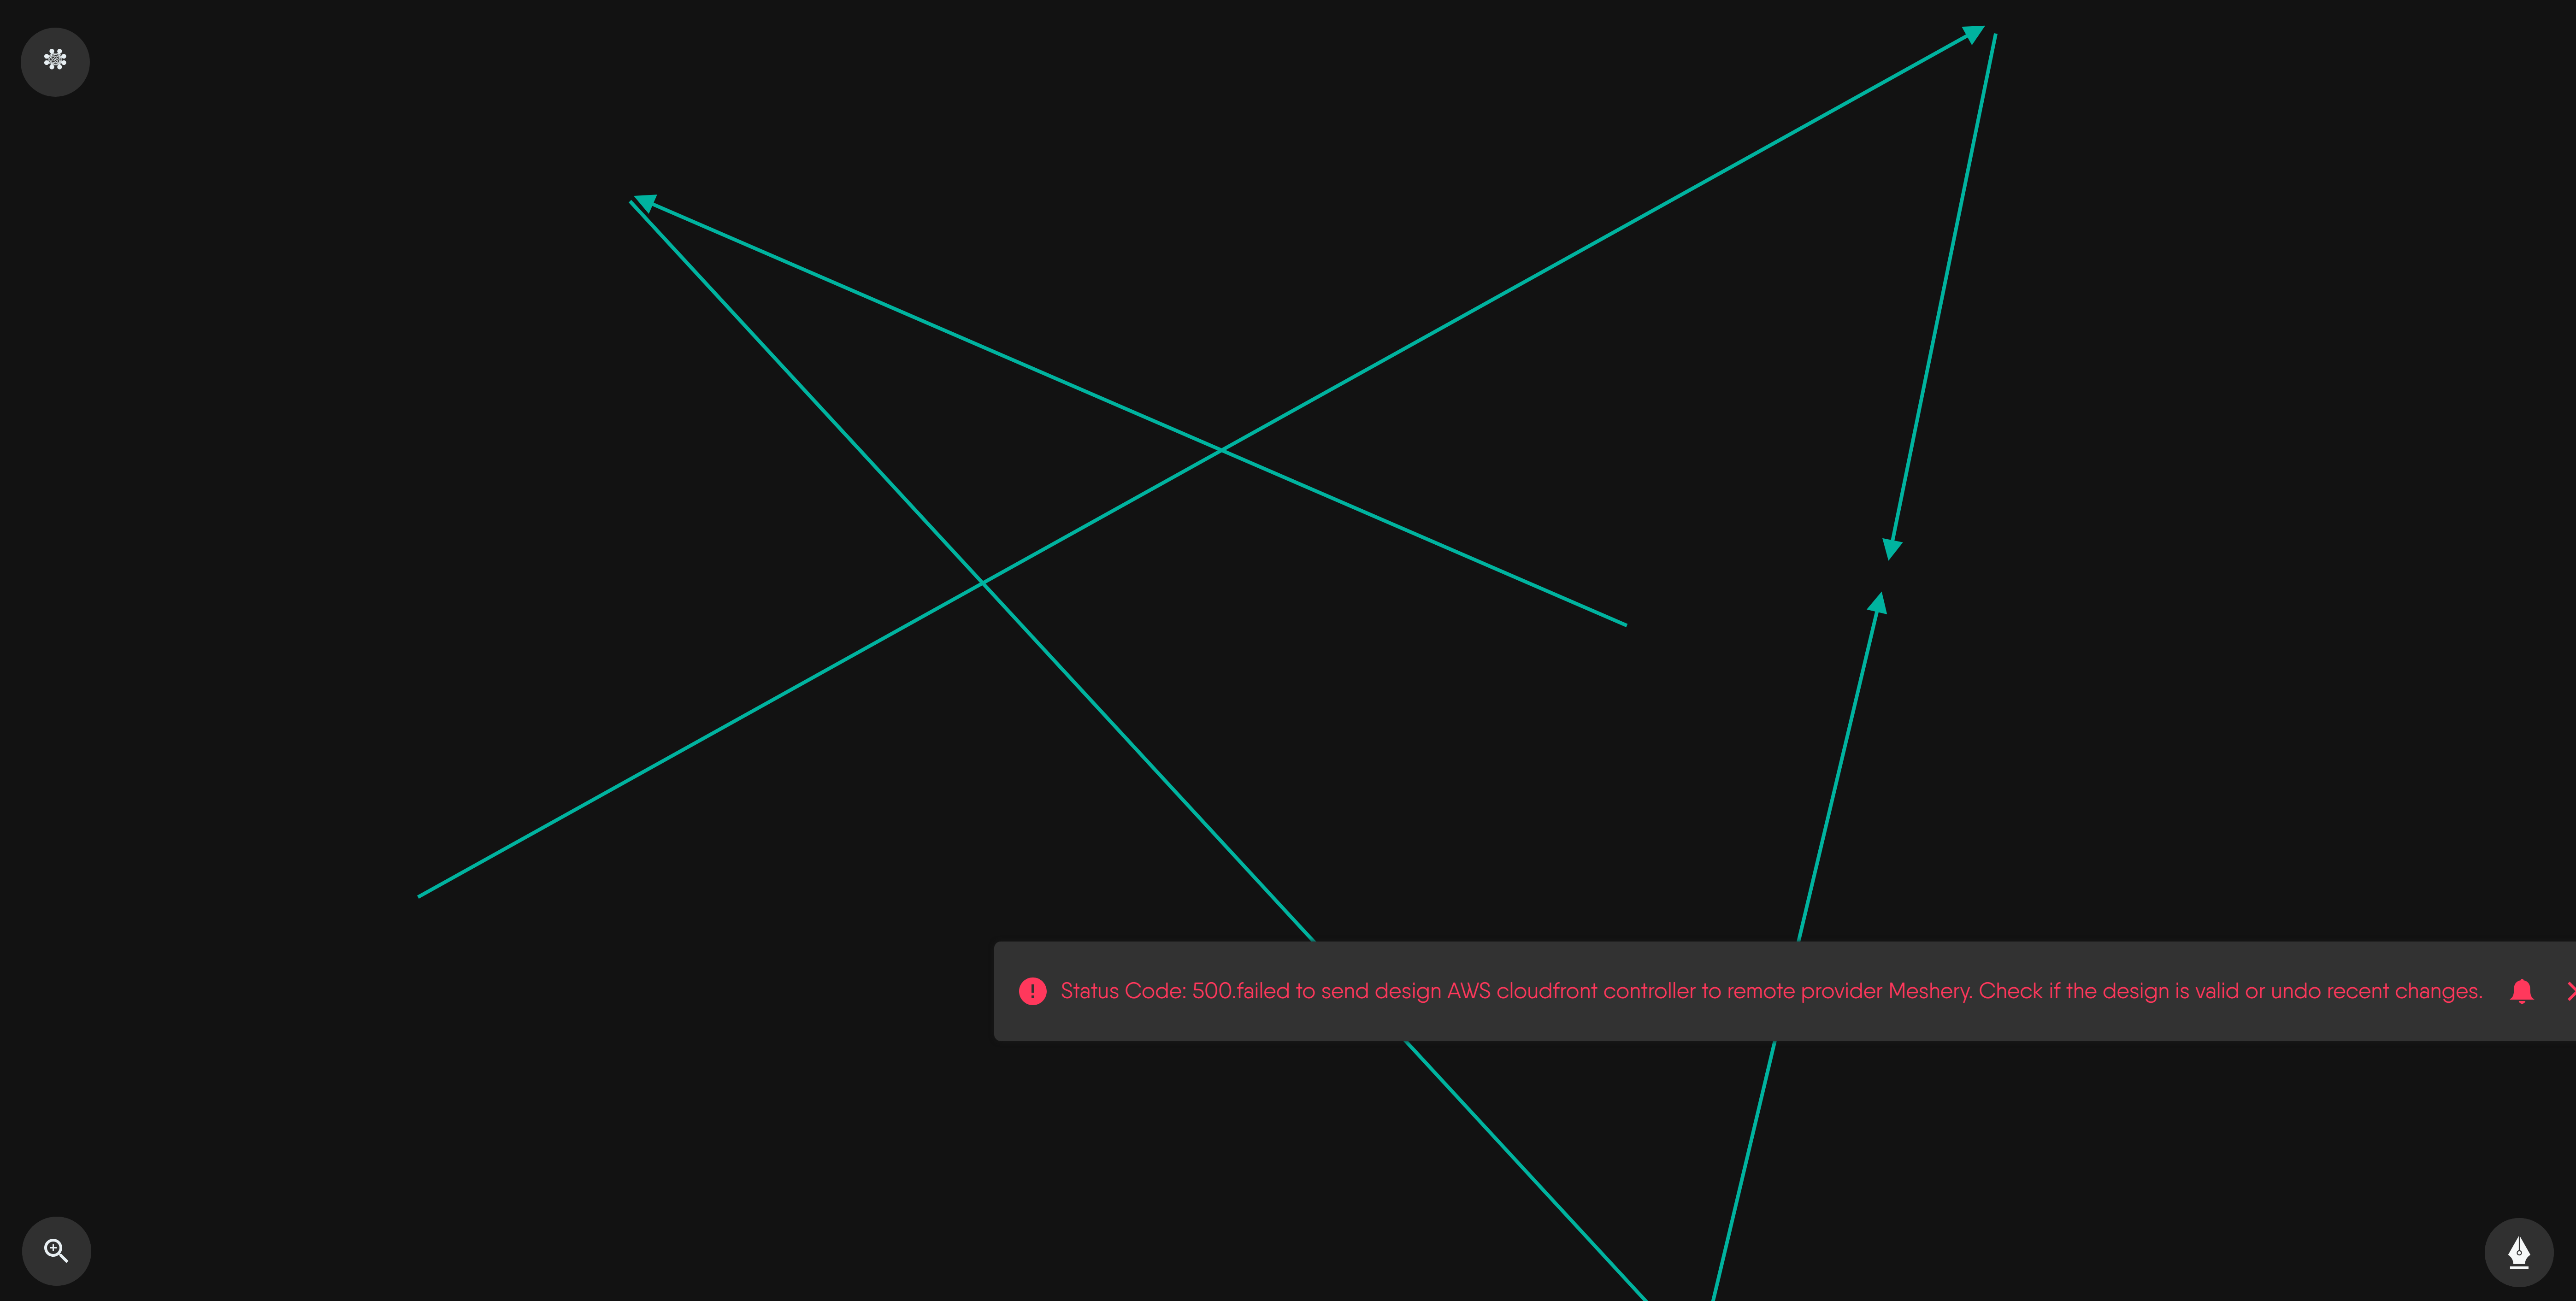 Status Code: 500.failed to send design AWS cloudfront controller to remote provider Meshery. Check if the design is valid or undo recent changes.